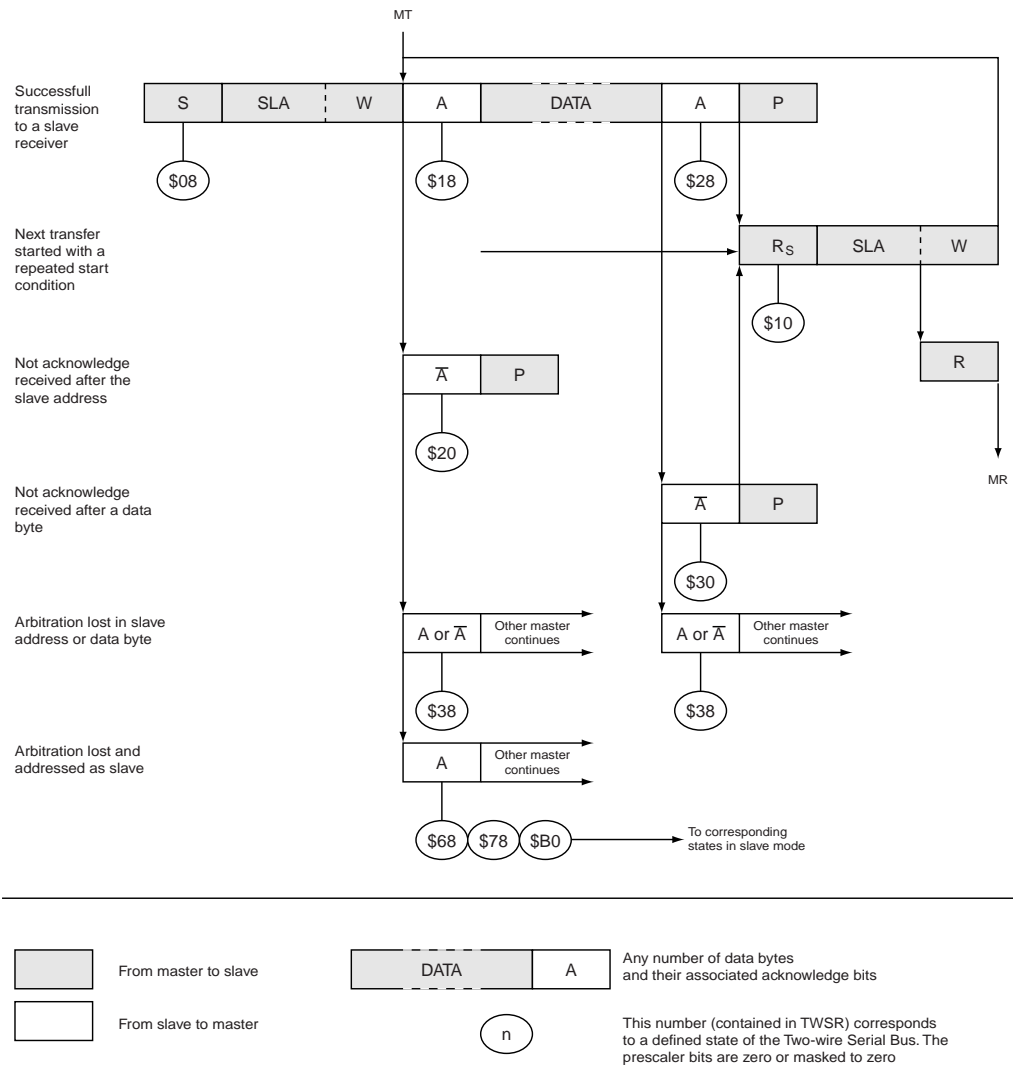 MT
Successfull
transmission
to a slave
receiver
S SLA W A DATA A P
$08 $18 $28
Next transfer
started with a
repeated start
condition
RS SLA W
$10
Not acknowledge
received after the
slave address
A̅ P
R
$20
MR
Not acknowledge
received after a data
byte
A̅ P
$30
Arbitration lost in slave
address or data byte
A or A̅
Other master
continues
A or A̅
Other master
continues
$38 $38
Arbitration lost and
addressed as slave
A
Other master
continues
$68 $78 $B0
To corresponding
states in slave mode
From master to slave
DATA A
Any number of data bytes
and their associated acknowledge bits
From slave to master
n
This number (contained in TWSR) corresponds
to a defined state of the Two-wire Serial Bus. The
prescaler bits are zero or masked to zero